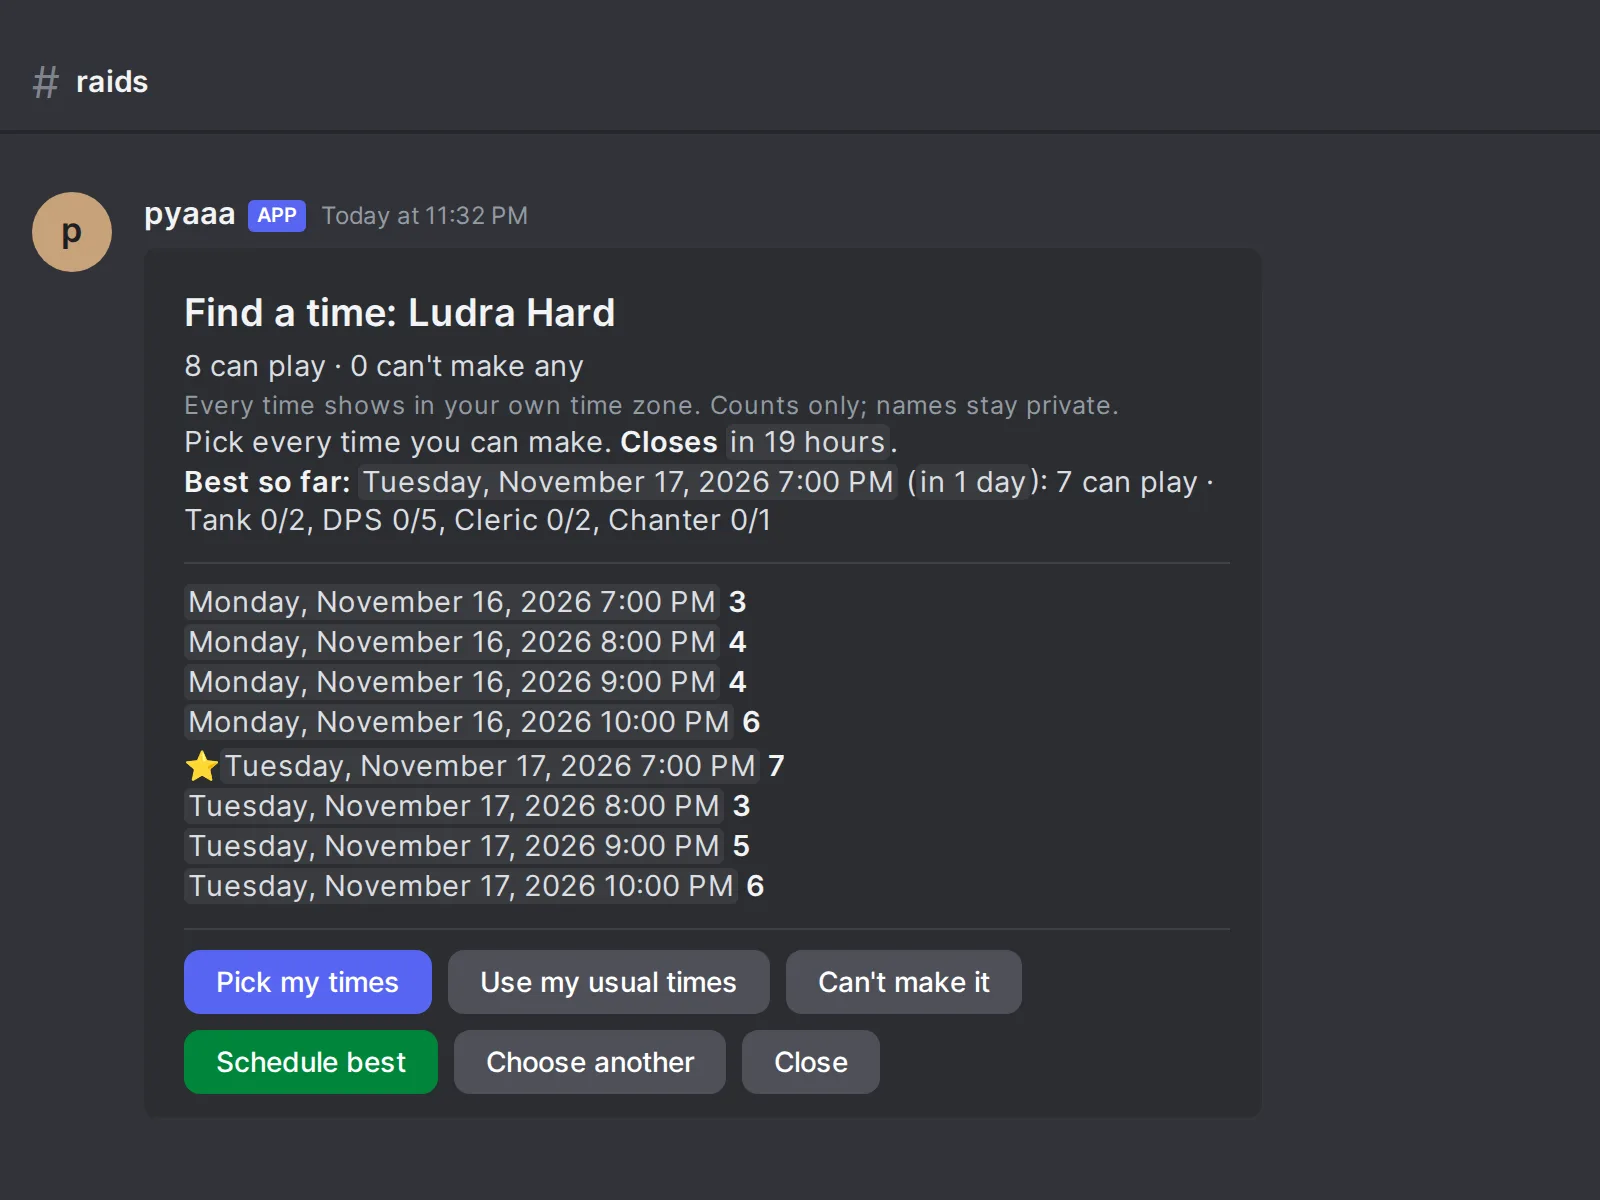 # raids
p
pyaaa APP Today at 11:32 PM
Find a time: Ludra Hard
8 can play · 0 can't make any
Every time shows in your own time zone. Counts only; names stay private.
Pick every time you can make. Closes in 19 hours.
Best so far: Tuesday, November 17, 2026 7:00 PM (in 1 day): 7 can play ·
Tank 0/2, DPS 0/5, Cleric 0/2, Chanter 0/1
Monday, November 16, 2026 7:00 PM 3
Monday, November 16, 2026 8:00 PM 4
Monday, November 16, 2026 9:00 PM 4
Monday, November 16, 2026 10:00 PM 6
⭐ Tuesday, November 17, 2026 7:00 PM 7
Tuesday, November 17, 2026 8:00 PM 3
Tuesday, November 17, 2026 9:00 PM 5
Tuesday, November 17, 2026 10:00 PM 6
Pick my times Use my usual times Can't make it
Schedule best Choose another Close